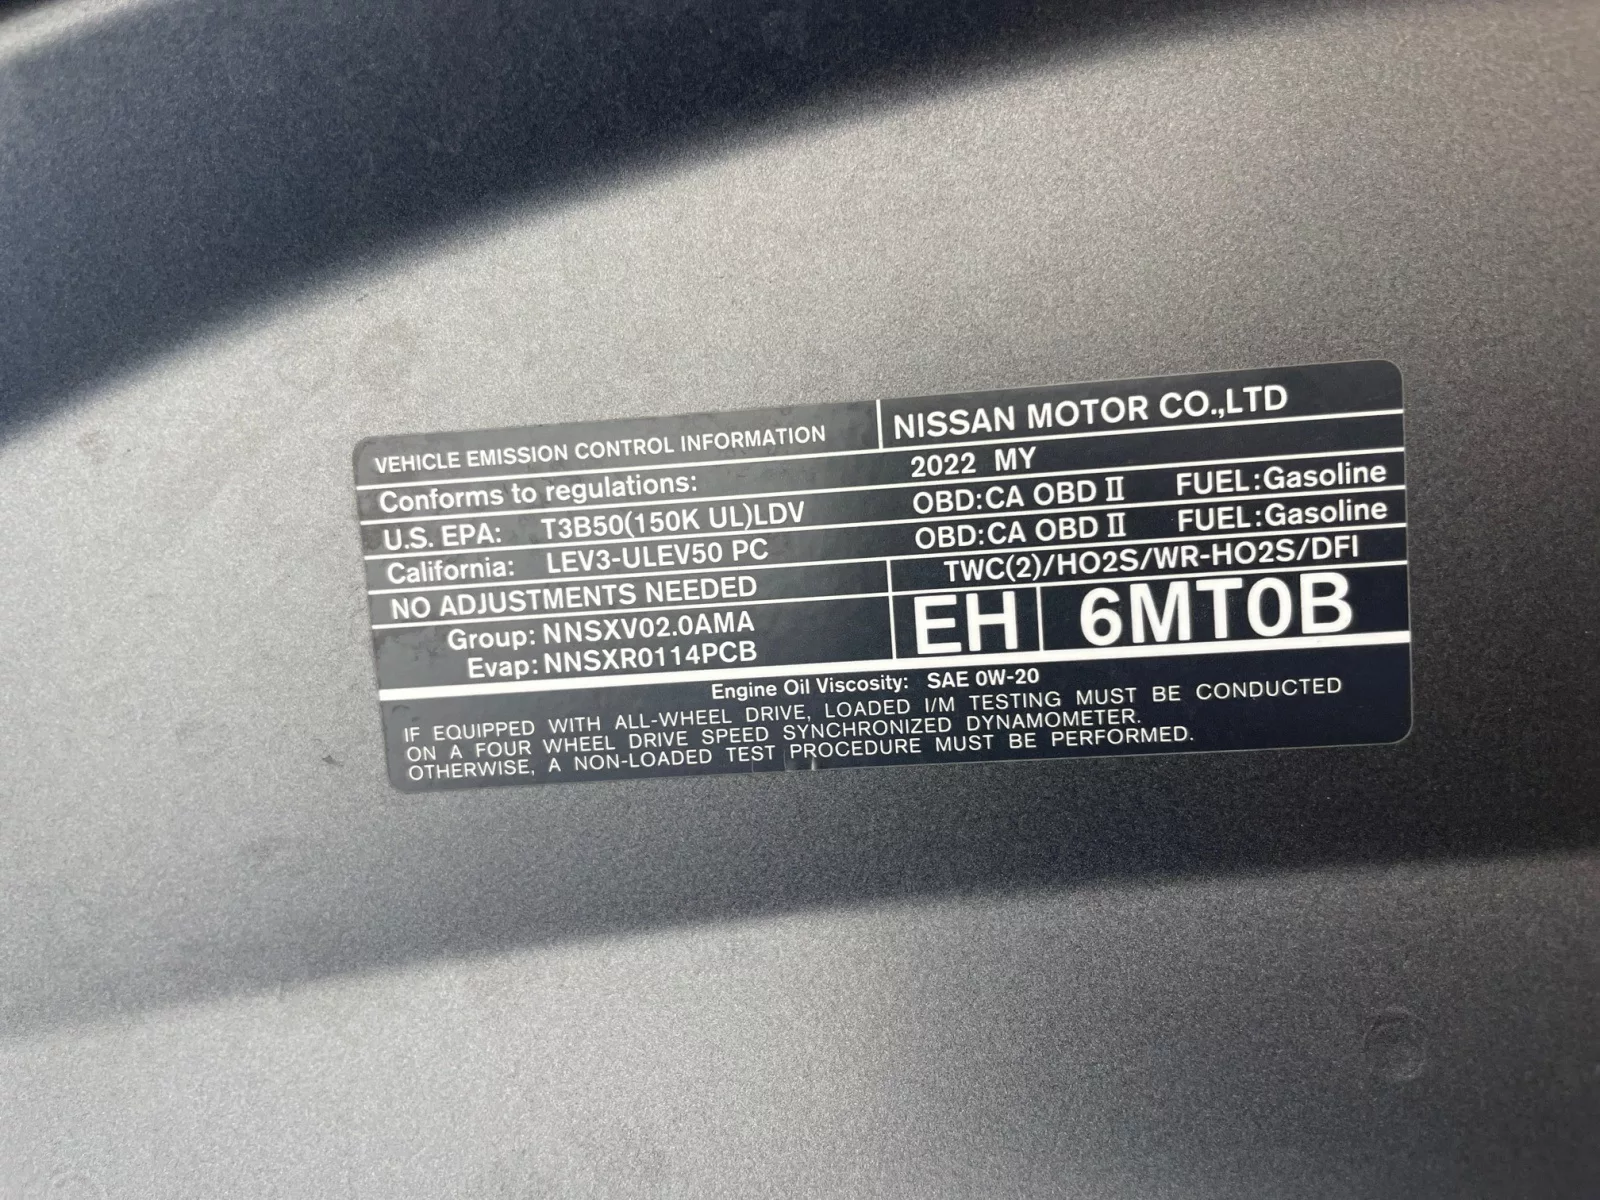 VEHICLE EMISSION CONTROL INFORMATION NISSAN MOTOR CO.,LTD
Conforms to regulations: 2022 MY
U.S. EPA: T3B50(150K UL)LDV OBD:CA OBD II FUEL:Gasoline
California: LEV3-ULEV50 PC OBD:CA OBD II FUEL:Gasoline
NO ADJUSTMENTS NEEDED TWC(2)/HO2S/WR-HO2S/DFI
Group: NNSXV02.0AMA EH 6MT0B
Evap: NNSXR0114PCB
Engine Oil Viscosity: SAE 0W-20
IF EQUIPPED WITH ALL-WHEEL DRIVE, LOADED I/M TESTING MUST BE CONDUCTED
ON A FOUR WHEEL DRIVE SPEED SYNCHRONIZED DYNAMOMETER.
OTHERWISE, A NON-LOADED TEST PROCEDURE MUST BE PERFORMED.